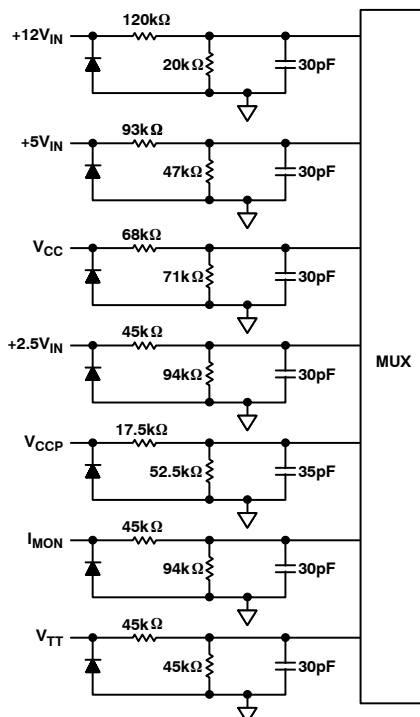 120kΩ
+12V_IN
20kΩ
30pF
93kΩ
+5V_IN
47kΩ
30pF
68kΩ
V_CC
71kΩ
30pF
45kΩ
+2.5V_IN
94kΩ
30pF
MUX
17.5kΩ
V_CCP
52.5kΩ
35pF
45kΩ
I_MON
94kΩ
30pF
45kΩ
V_TT
45kΩ
30pF